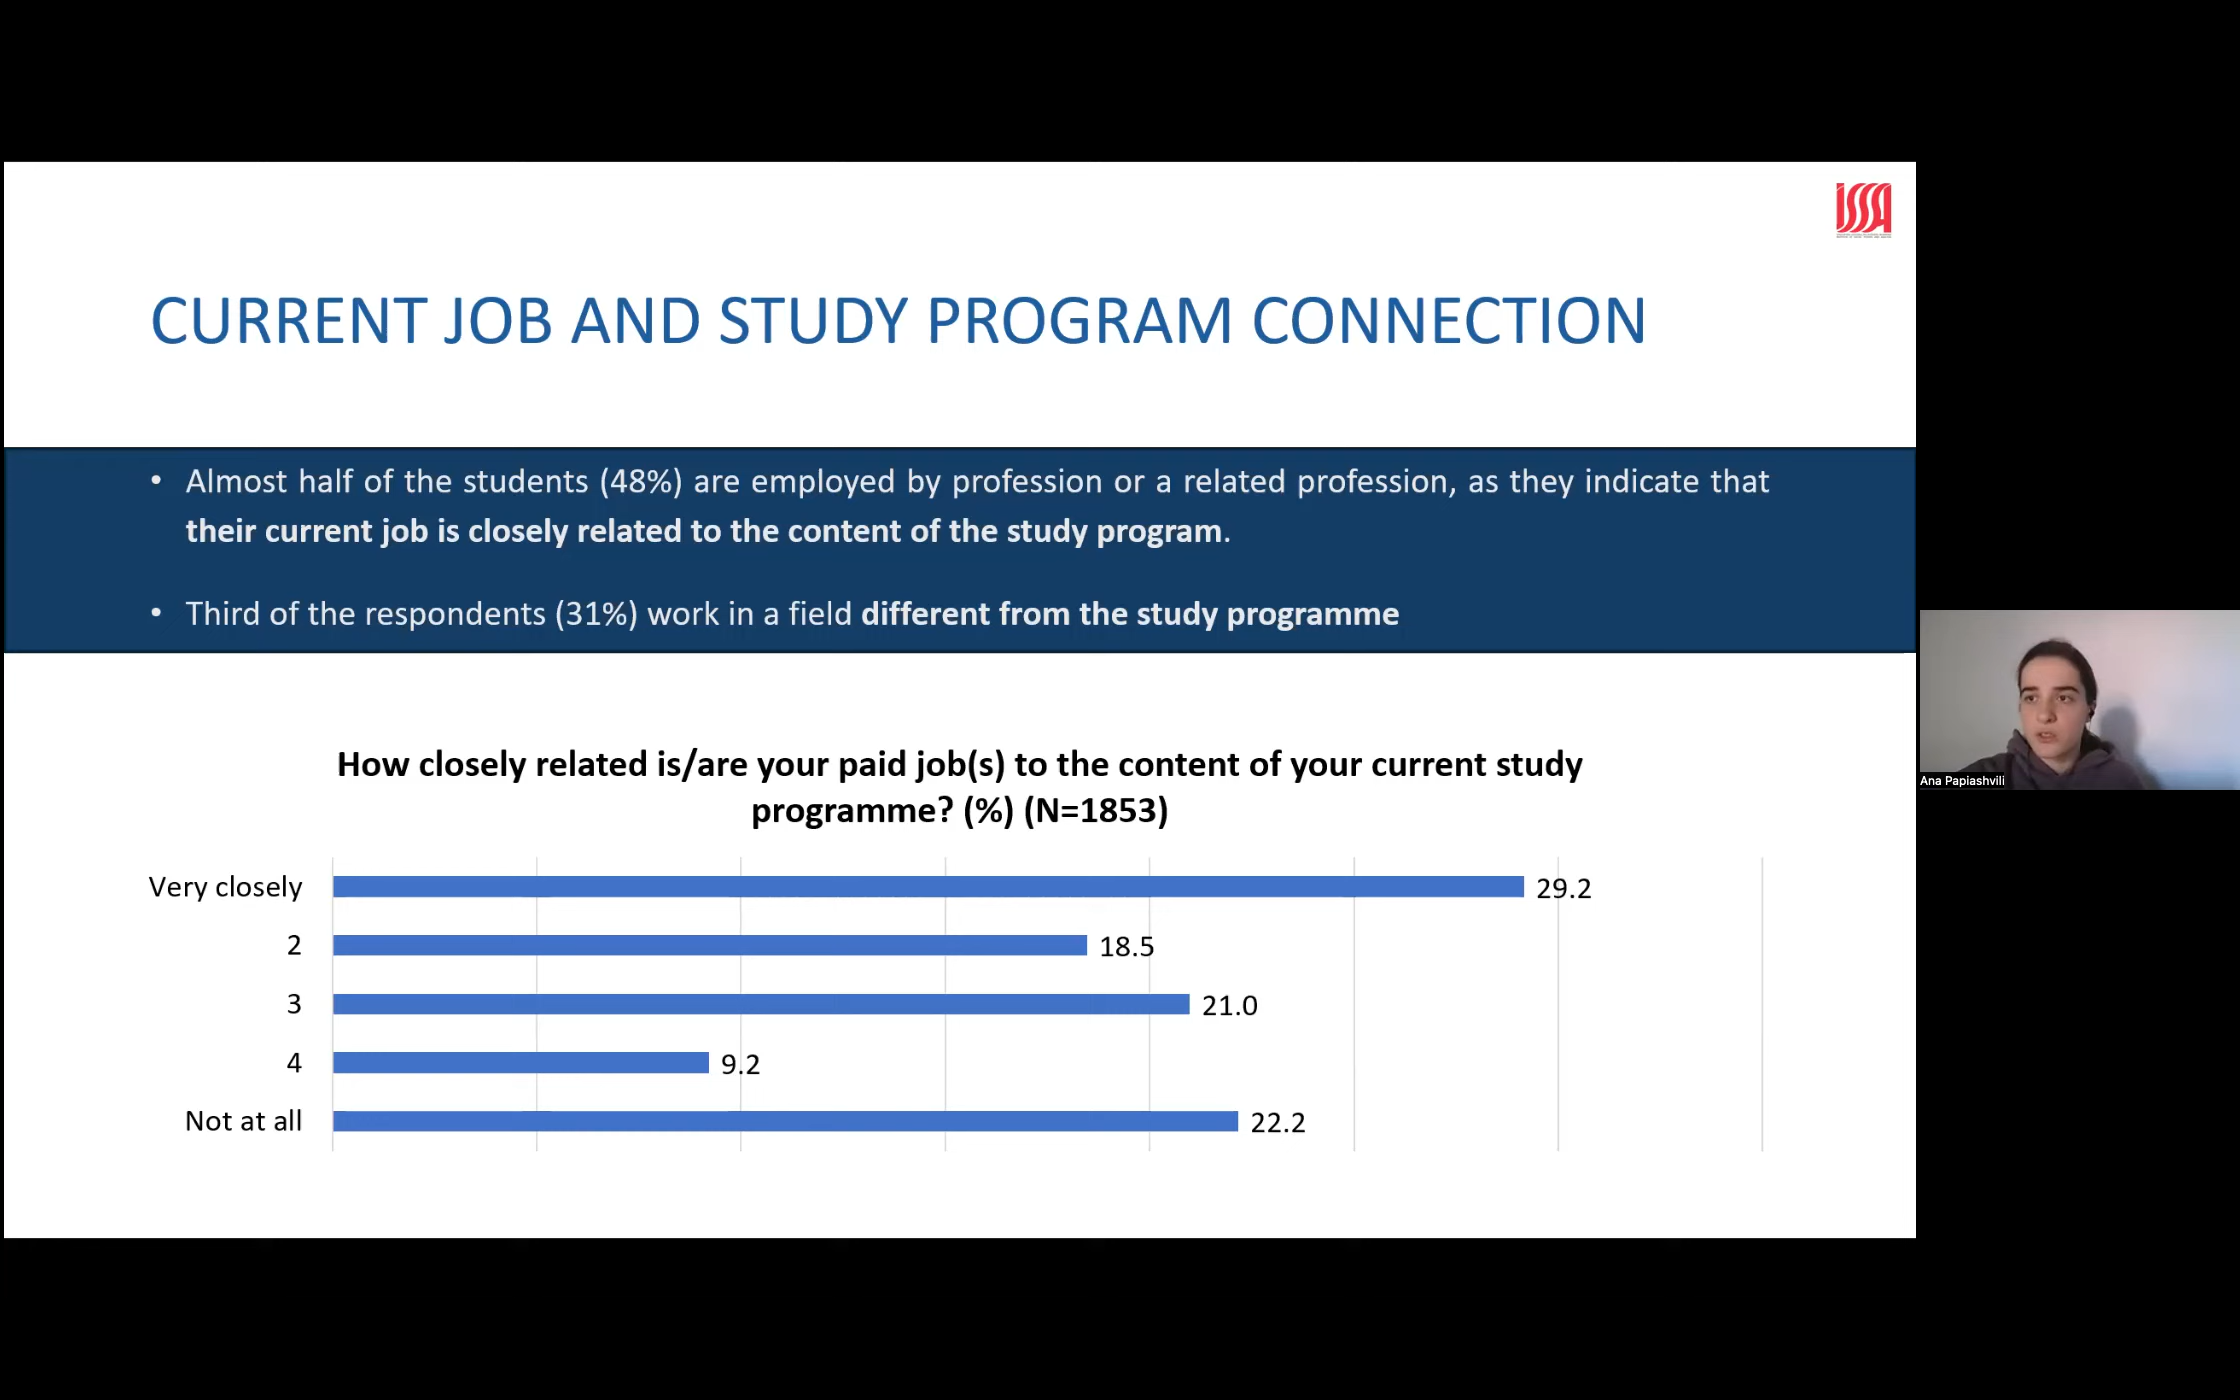 ISSA
CURRENT JOB AND STUDY PROGRAM CONNECTION
• Almost half of the students (48%) are employed by profession or a related profession, as they indicate that
their current job is closely related to the content of the study program.
• Third of the respondents (31%) work in a field different from the study programme
How closely related is/are your paid job(s) to the content of your current study
programme? (%) (N=1853)
Very closely 29.2
2 18.5
3 21.0
4 9.2
Not at all 22.2
Ana Papiashvili